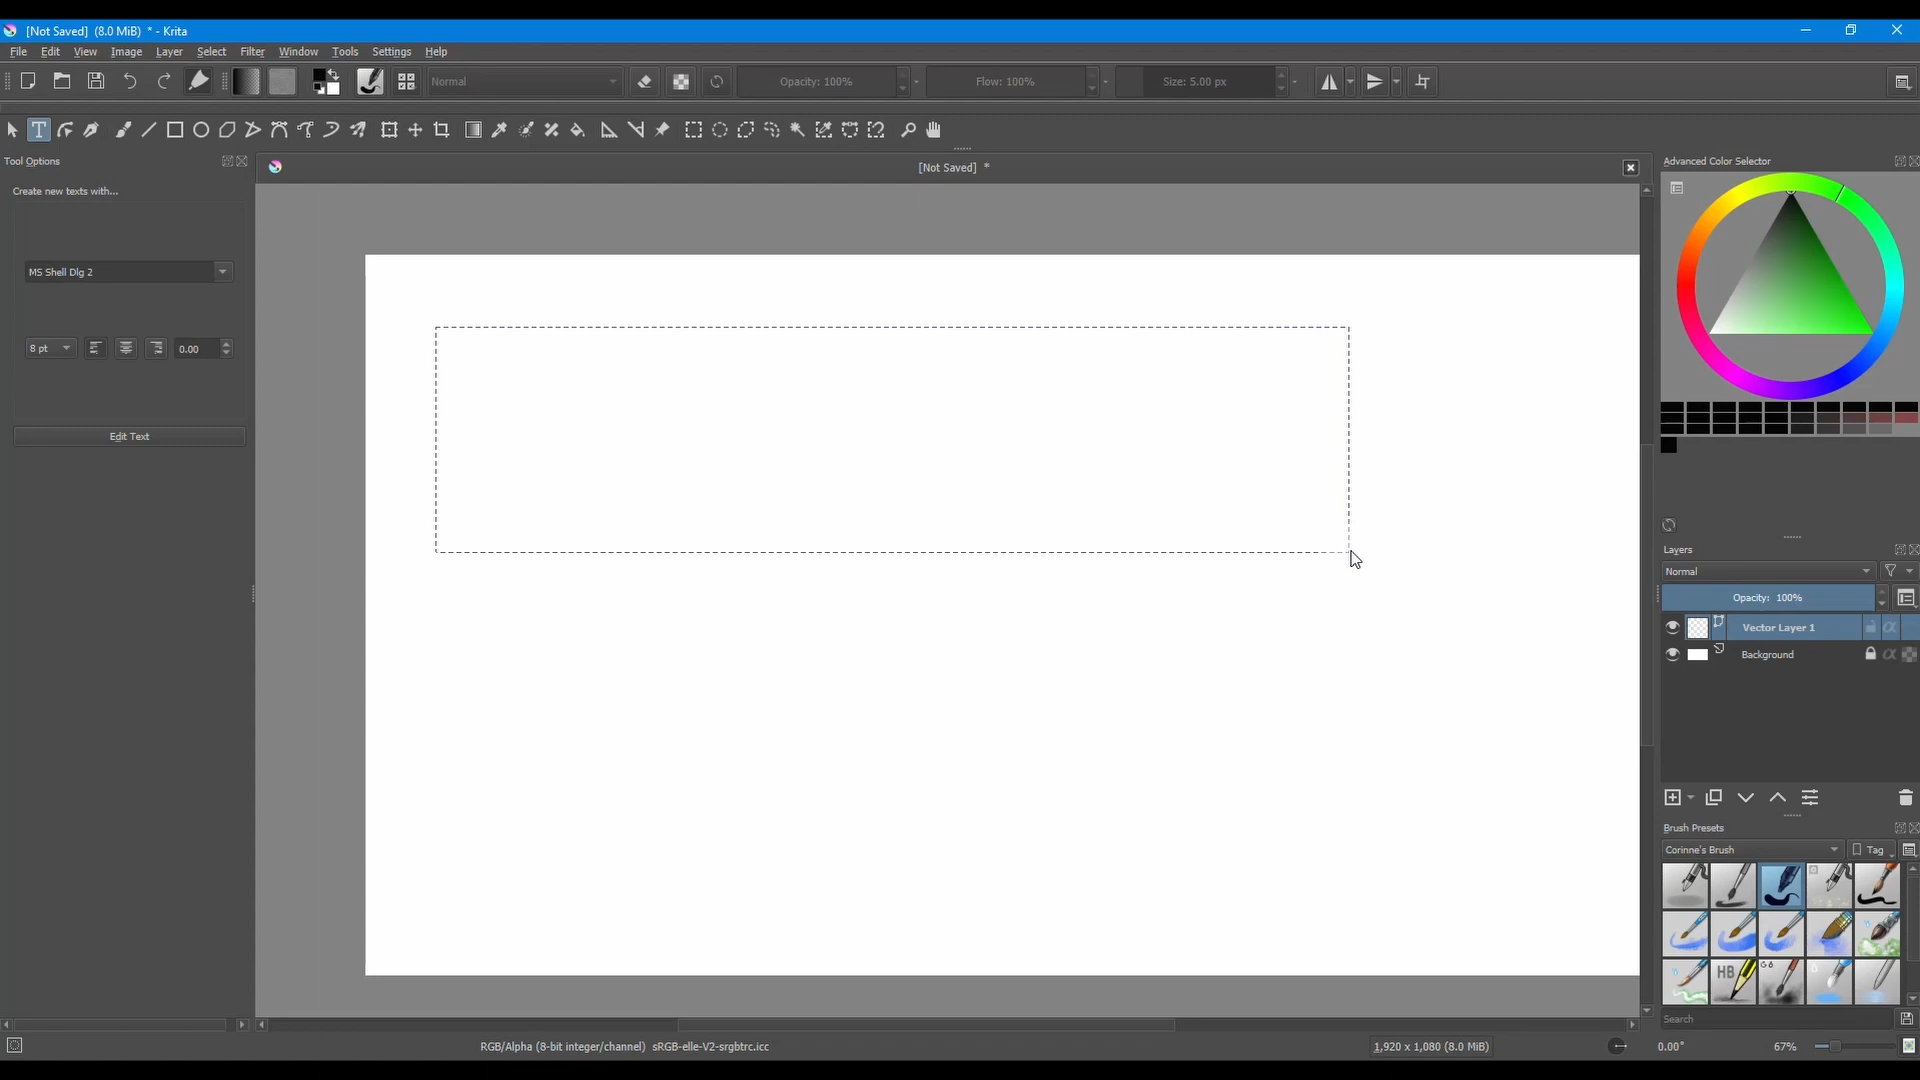 [Not Saved]  (8.0 MiB)  * - Krita
File Edit View Image Layer Select Filter Window Tools Settings Help
Normal Opacity: 100% Flow: 100% Size: 5.00 px
Tool Options
[Not Saved]  *
Advanced Color Selector
Create new texts with...
MS Shell Dlg 2
8 pt 0.00
Edit Text
Layers
Normal
Opacity:  100%
Vector Layer 1
Background
Brush Presets
Corinne's Brush Tag
HB
Search
RGB/Alpha (8-bit integer/channel)  sRGB-elle-V2-srgbtrc.icc 1,920 x 1,080 (8.0 MiB) 0.00° 67%